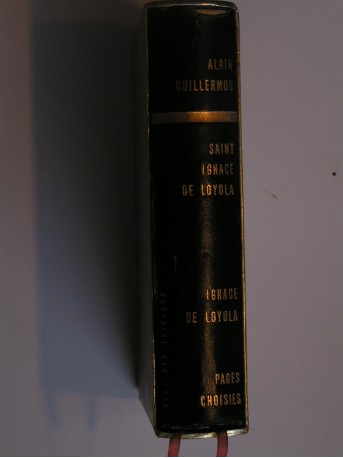 ALAIN
GUILLERMOU
SAINT
IGNACE
DE LOYOLA
IGNACE
DE LOYOLA
PAGES
CHOISIES